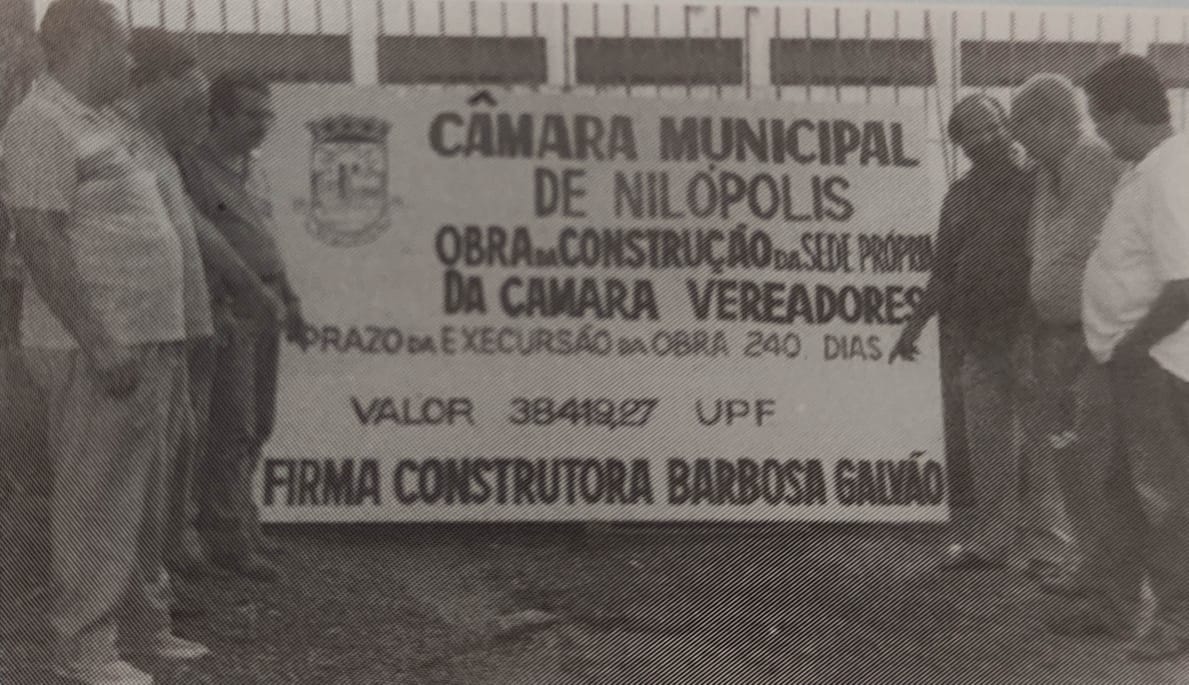 CÂMARA MUNICIPAL
DE NILÓPOLIS
OBRA DA CONSTRUÇÃO DA SEDE PRÓPRIA
DA CAMARA VEREADORES
PRAZO DA EXECURSÃO DA OBRA 240 DIAS
VALOR 38419,27 UPF
FIRMA CONSTRUTORA BARBOSA GALVÃO